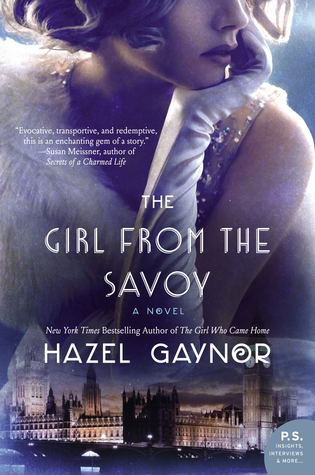 "Evocative, transportive, and redemptive,
this is an enchanting gem of a story."
—Susan Meissner, author of
Secrets of a Charmed Life
THE
GIRL FROM THE
SAVOY
A NOVEL
New York Times Bestselling Author of The Girl Who Came Home
HAZEL GAYNOR
P.S.
INSIGHTS,
INTERVIEWS
& MORE...